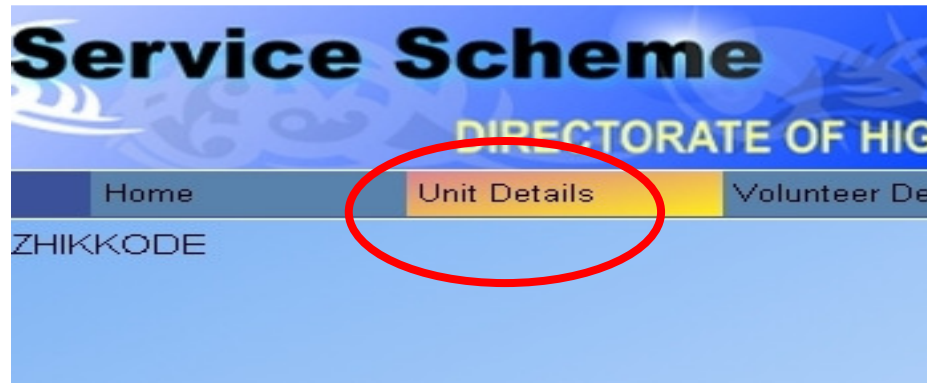 Service Scheme
DIRECTORATE OF HIG
Home Unit Details Volunteer De
ZHIKKODE